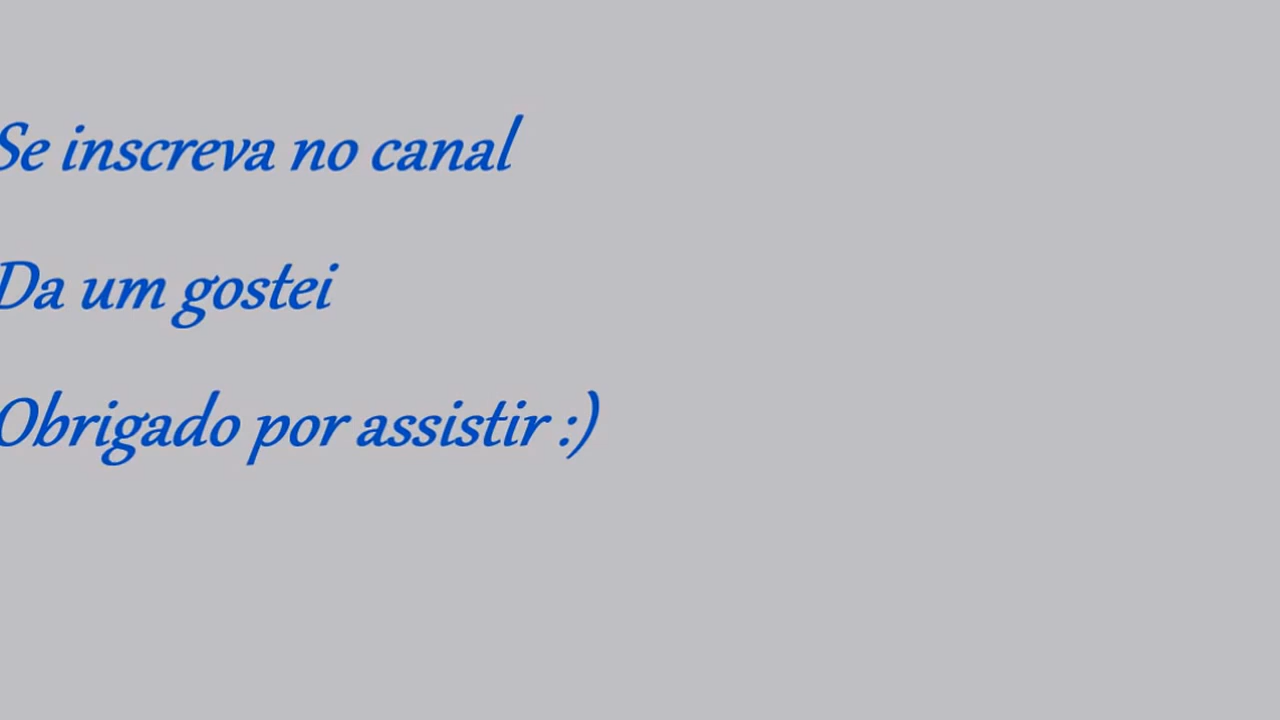 Se inscreva no canal
Da um gostei
Obrigado por assistir :)